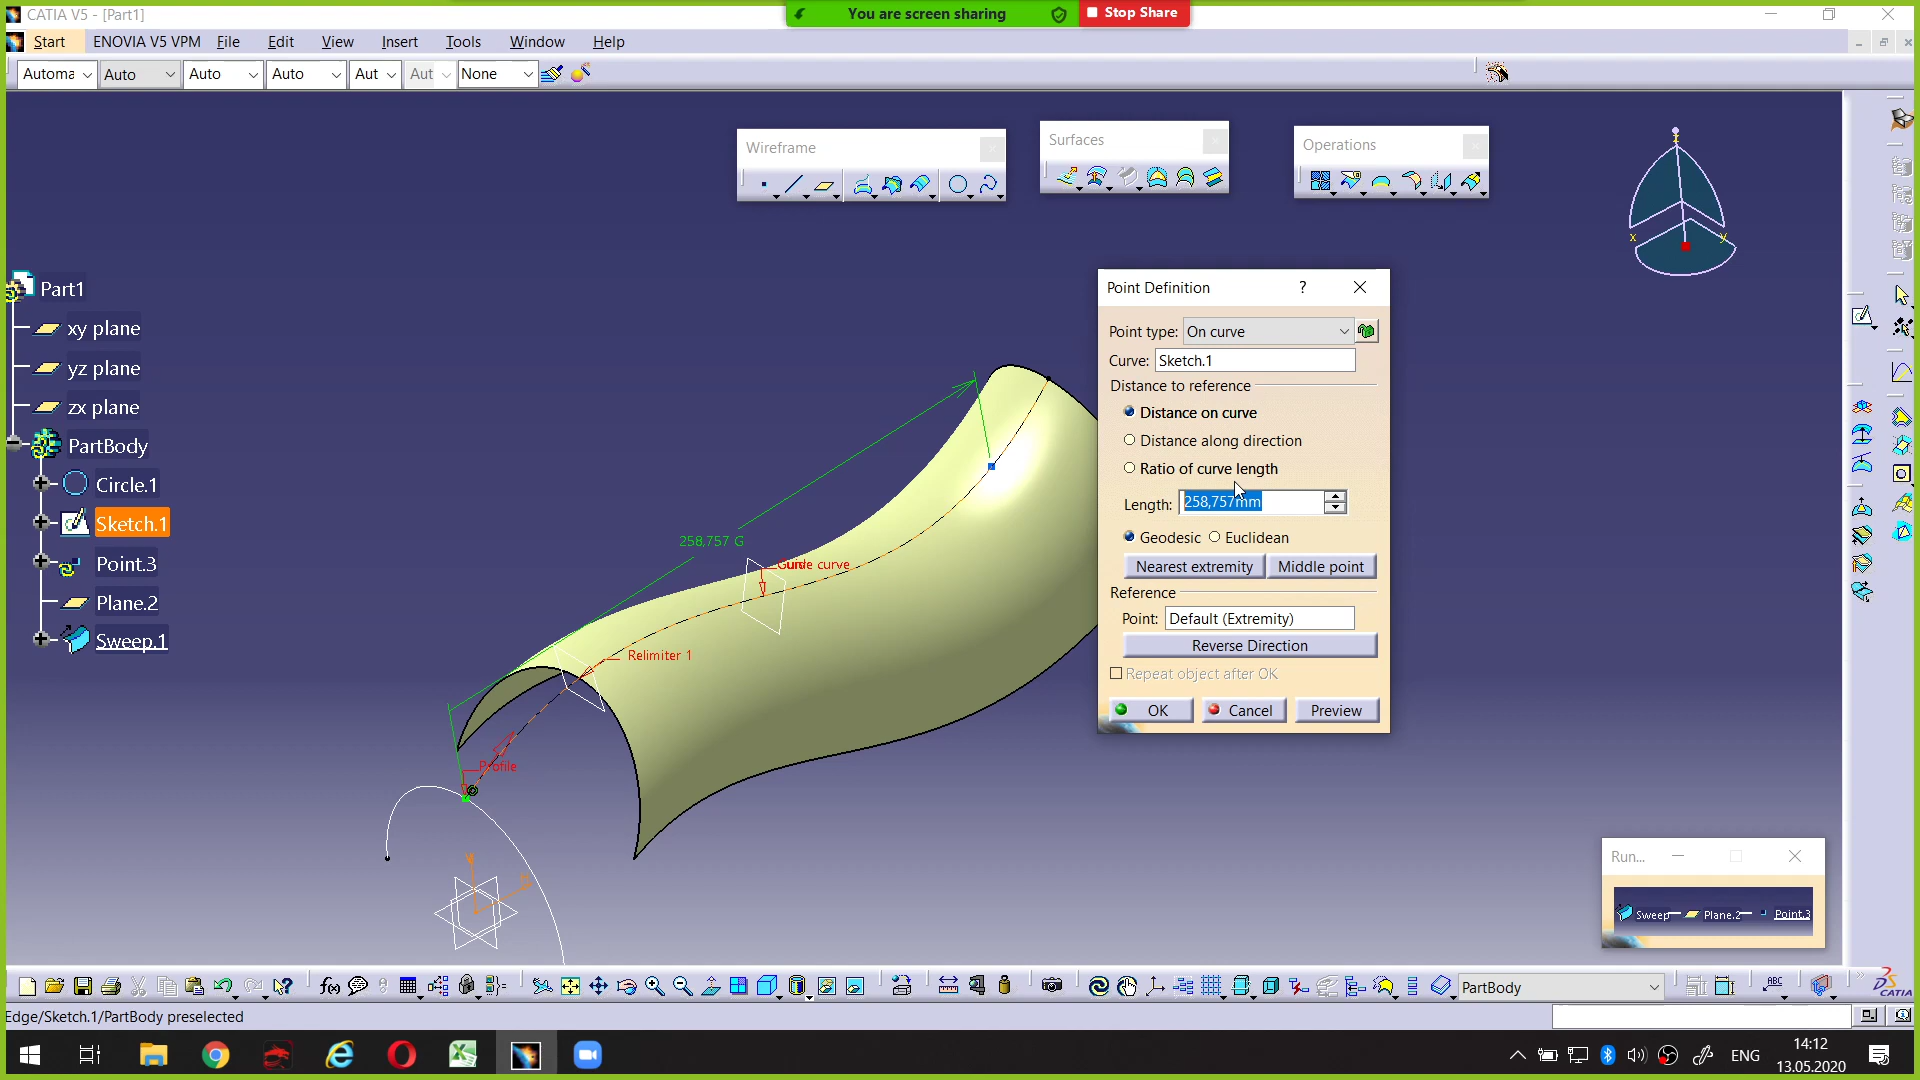 CATIA V5 - [Part1]
You are screen sharing
Stop Share
Start
ENOVIA V5 VPM
File
Edit
View
Insert
Tools
Window
Help
Automa
Auto
Auto
Auto
Aut
Aut
None
Wireframe
Surfaces
Operations
z
x
y
Part1
xy plane
yz plane
zx plane
PartBody
Circle.1
Sketch.1
Point.3
Plane.2
Sweep.1
258,757 G
Guide curve
Relimiter 1
Profile
Point Definition
?
Point type:
On curve
Curve:
Sketch.1
Distance to reference
Distance on curve
Distance along direction
Ratio of curve length
Length:
258,757mm
Geodesic
Euclidean
Nearest extremity
Middle point
Reference
Point:
Default (Extremity)
Reverse Direction
Repeat object after OK
OK
Cancel
Preview
Run...
Sweep
Plane.2
Point.3
PartBody
ABC
CATIA
Edge/Sketch.1/PartBody preselected
ENG
14:12
13.05.2020